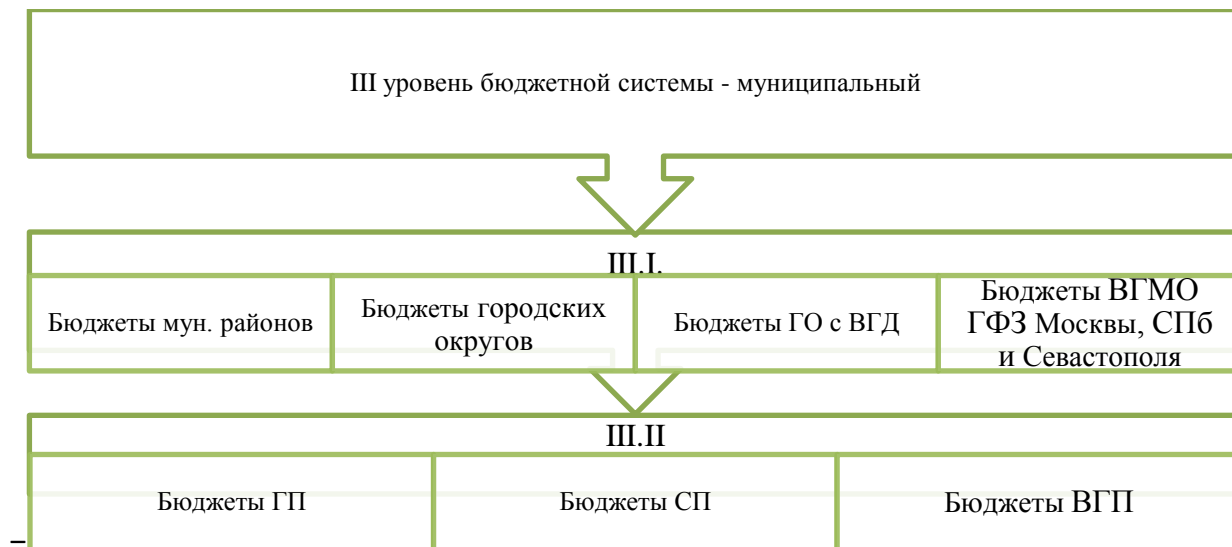 III уровень бюджетной системы - муниципальный
III.I.
Бюджеты мун. районов
Бюджеты городских
округов
Бюджеты ГО с ВГД
Бюджеты ВГМО
ГФЗ Москвы, СПб
и Севастополя
III.II
Бюджеты ГП
Бюджеты СП
Бюджеты ВГП
–